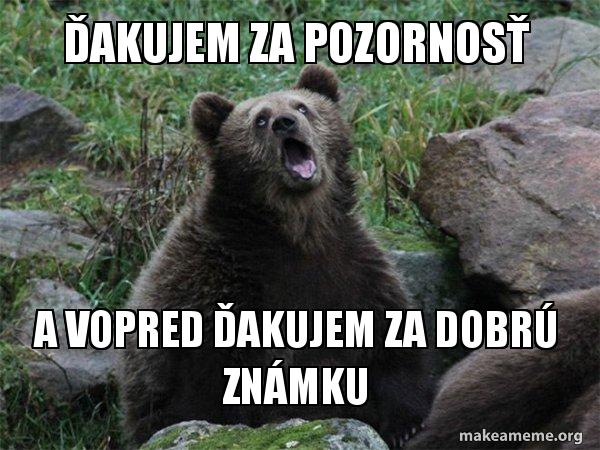 ĎAKUJEM ZA POZORNOSŤ
A VOPRED ĎAKUJEM ZA DOBRÚ
ZNÁMKU
makeameme.org